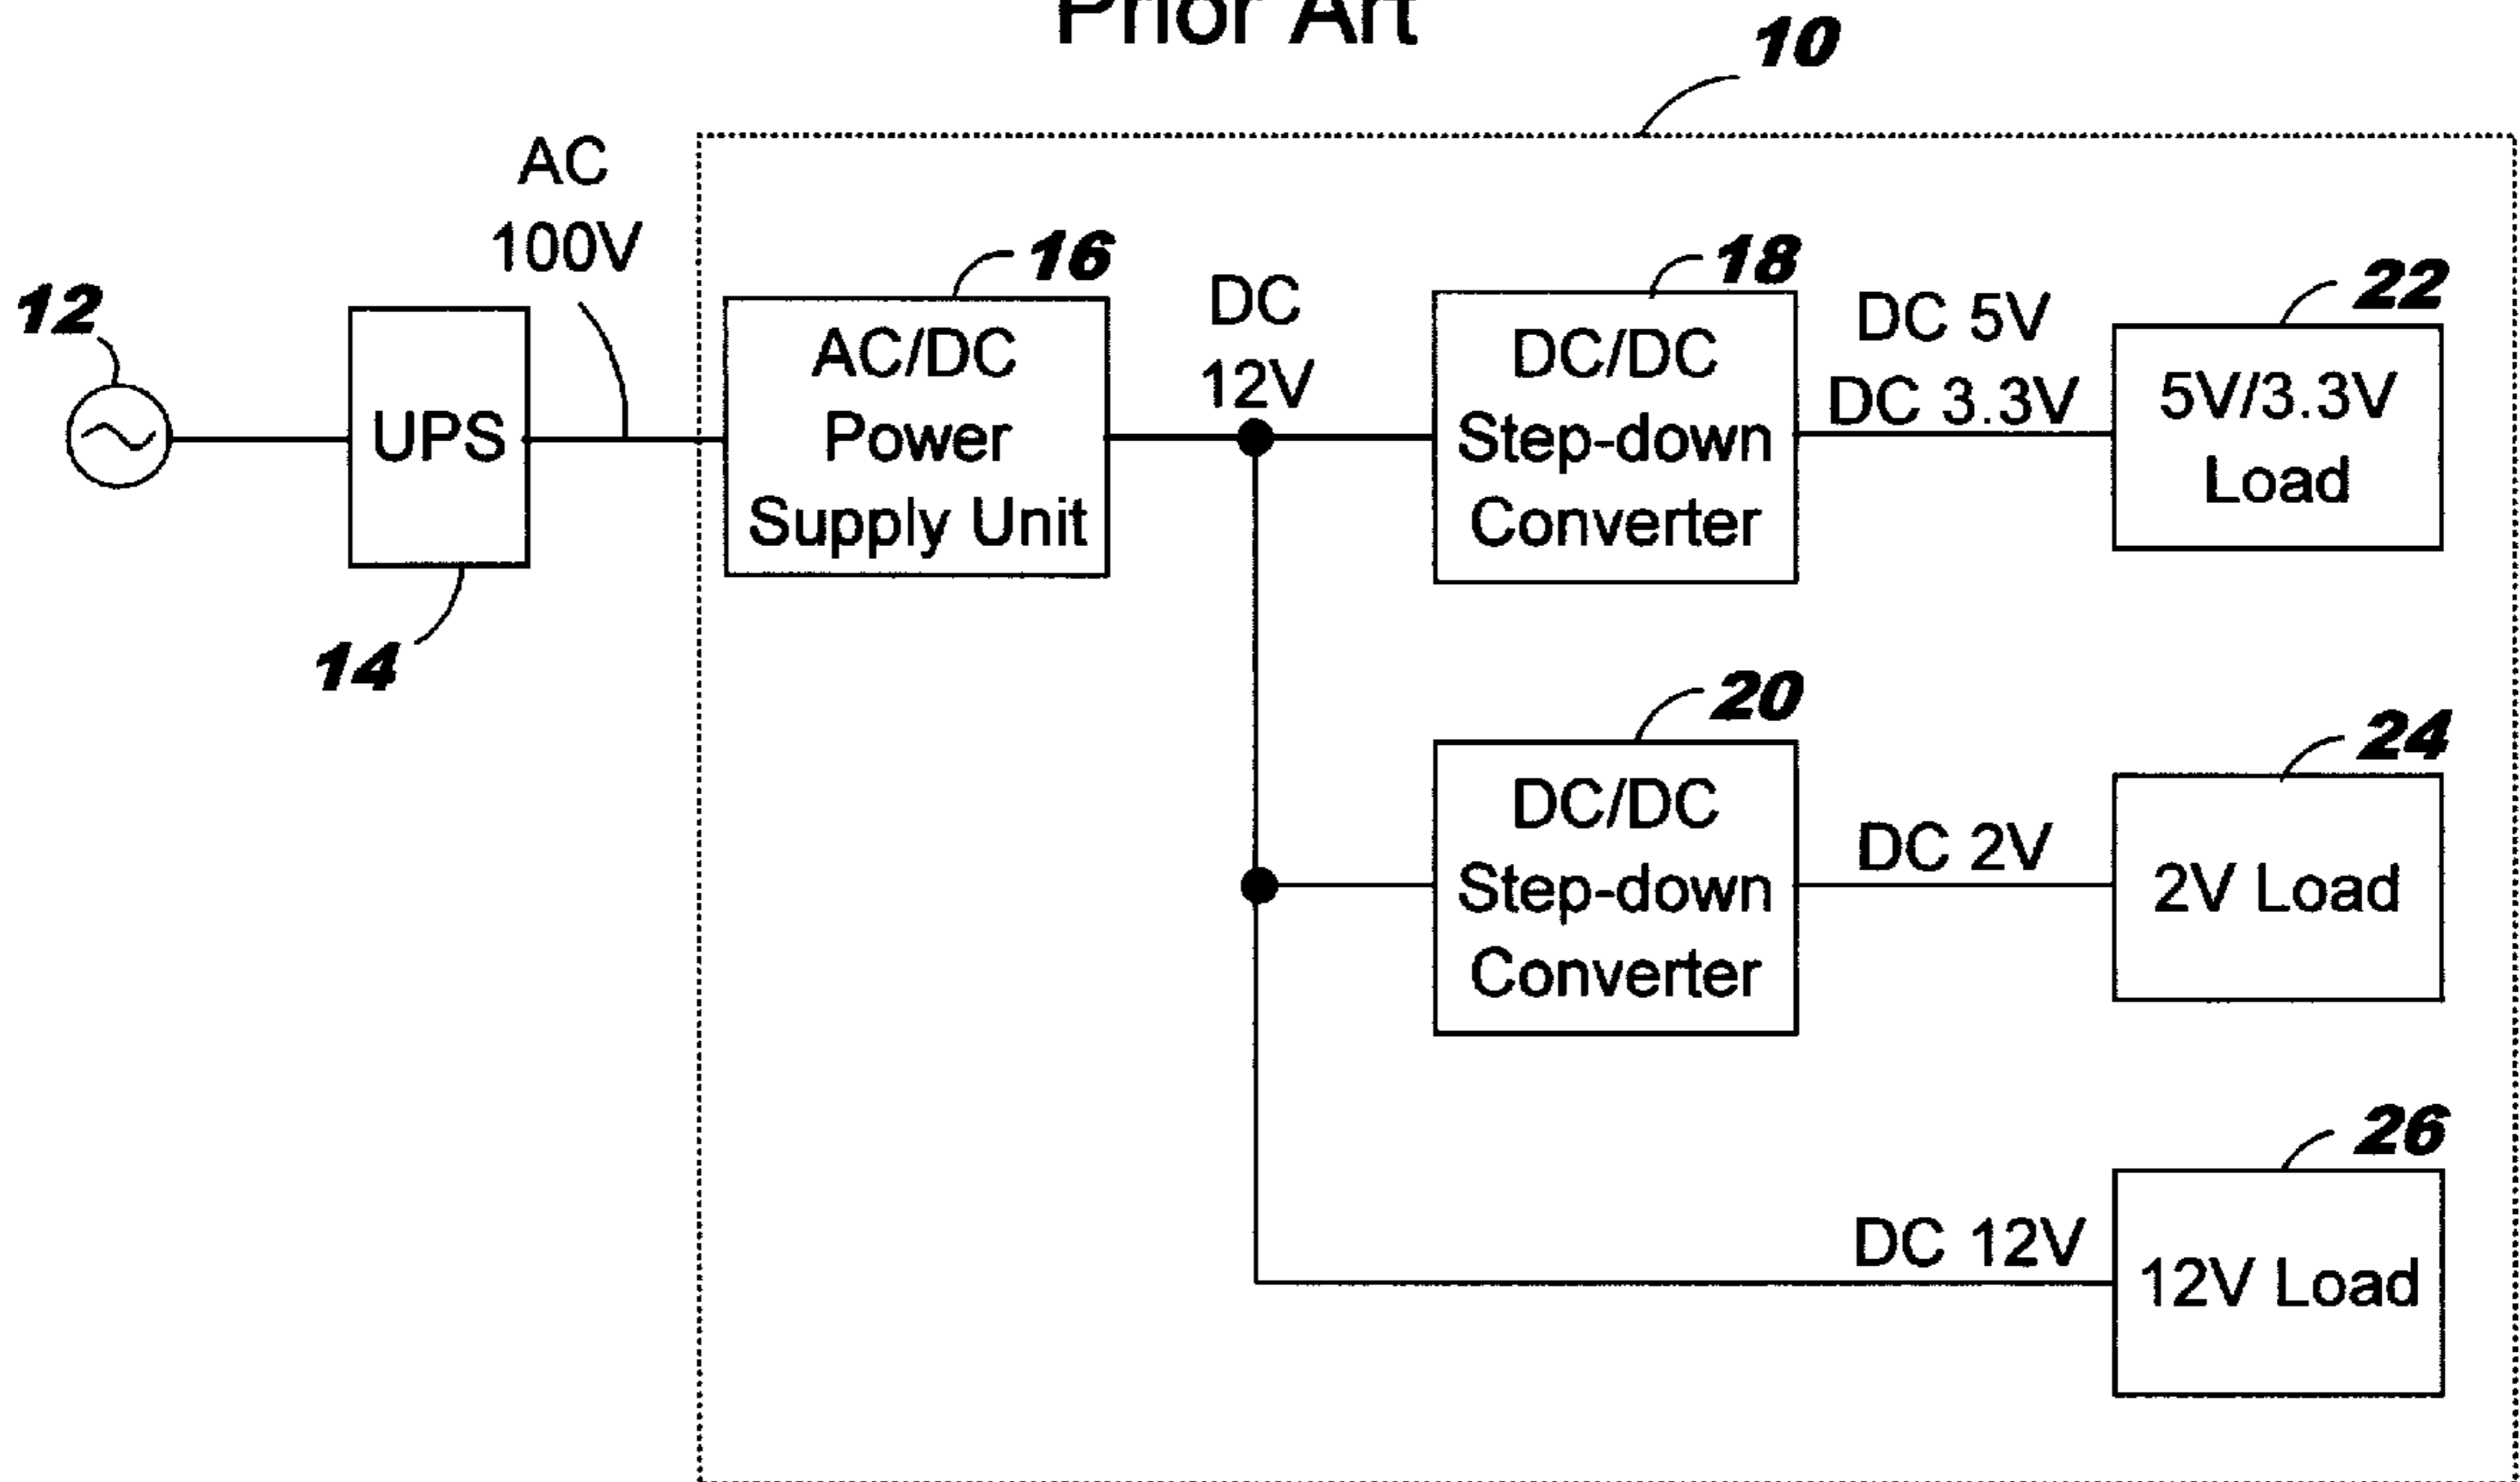 Prior Art
10
AC
100V
12
UPS
14
16
AC/DC
Power
Supply Unit
DC
12V
18
DC/DC
Step-down
Converter
DC 5V
DC 3.3V
22
5V/3.3V
Load
20
DC/DC
Step-down
Converter
DC 2V
24
2V Load
DC 12V
26
12V Load